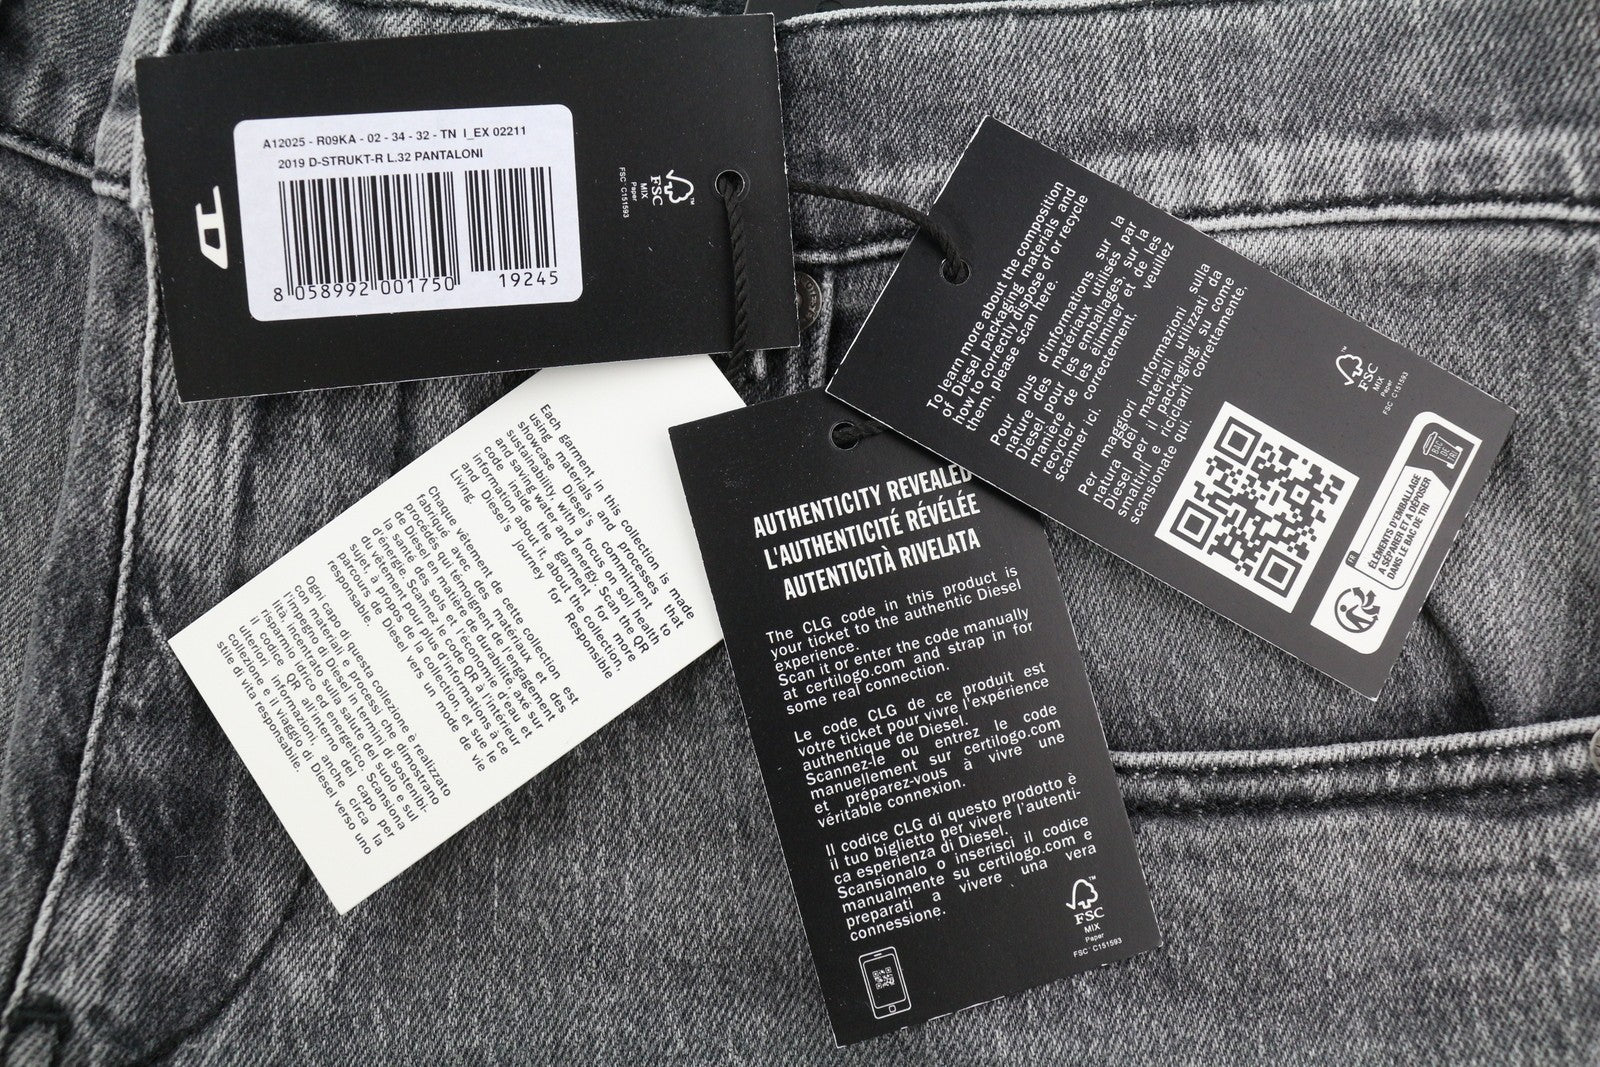 A12025 - R09KA - 02 - 34 - 32 - TN I_EX 02211
2019 D-STRUKT-R L.32 PANTALONI
8 058992 001750
19245
FSC
MIX
Paper
FSC C151593
Each garment in this collection is made
using materials and processes that
showcase Diesel's commitment to
sustainability, with a focus on soil health
and saving water and energy. Scan the QR
code inside the garment for more
information about it, about the collection,
and Diesel's journey for Responsible
Living.
Chaque vêtement de cette collection est
fabriqué avec des matériaux et des
procédés qui témoignent de l'engagement
de Diesel en matière de durabilité, axé sur
la santé des sols et l'économie d'eau et
d'énergie. Scannez le code QR à l'intérieur
du vêtement pour plus d'informations à ce
sujet, à propos de la collection, et sur le
parcours de Diesel vers un mode de vie
responsable.
Ogni capo di questa collezione è realizzato
con materiali e processi che dimostrano
l'impegno di Diesel in termini di sostenibi-
lità, incentrato sulla salute del suolo e sul
risparmio idrico ed energetico. Scansiona
il codice QR all'interno del capo per
ulteriori informazioni, anche circa la
collezione e il viaggio di Diesel verso uno
stile di vita responsabile.
AUTHENTICITY REVEALED
L'AUTHENTICITÉ RÉVÉLÉE
AUTENTICITÀ RIVELATA
The CLG code in this product is
your ticket to the authentic Diesel
experience.
Scan it or enter the code manually
at certilogo.com and strap in for
some real connection.
Le code CLG de ce produit est
votre ticket pour vivre l'expérience
authentique de Diesel.
Scannez-le ou entrez le code
manuellement sur certilogo.com
et préparez-vous à vivre une
véritable connexion.
Il codice CLG di questo prodotto è
il tuo biglietto per vivere l'autenti-
ca esperienza di Diesel.
Scansionalo o inserisci il codice
manualmente su certilogo.com e
preparati a vivere una vera
connessione.
FSC
MIX
Paper
FSC C151593
To learn more about the composition
of Diesel packaging materials and
how to correctly dispose of or recycle
them, please scan here.
Pour plus d'informations sur la
nature des matériaux utilisés par
Diesel pour les emballages, sur la
manière de les éliminer et de les
recycler correctement, veuillez
scanner ici.
Per maggiori informazioni sulla
natura dei materiali utilizzati da
Diesel per il packaging, su come
smaltirli e riciclarli correttamente,
scansionate qui.
FSC
MIX
Paper
FSC C151593
FR
ÉLÉMENTS D'EMBALLAGE
A SÉPARER ET À DÉPOSER
DANS LE BAC DE TRI
BAC
DE
TRI